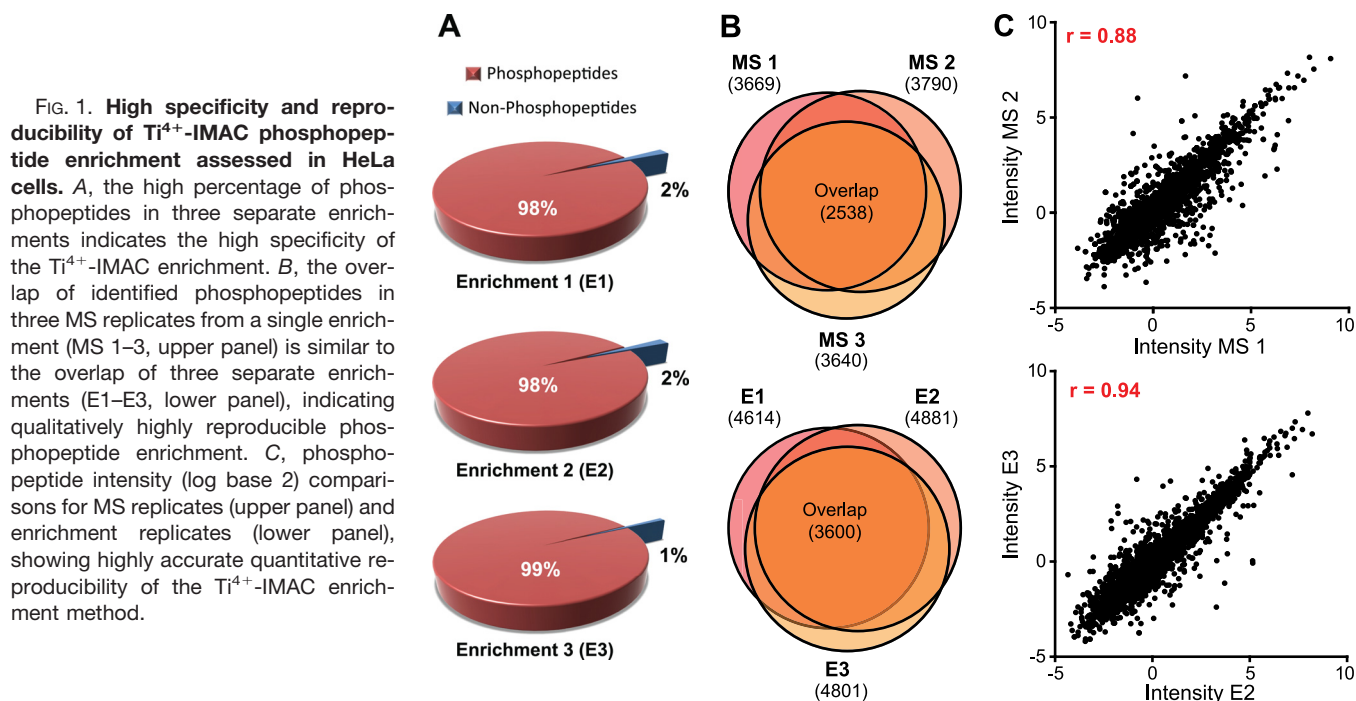 FIG. 1. High specificity and repro-
ducibility of Ti⁴⁺-IMAC phosphopep-
tide enrichment assessed in HeLa
cells. A, the high percentage of phos-
phopeptides in three separate enrich-
ments indicates the high specificity of
the Ti⁴⁺-IMAC enrichment. B, the over-
lap of identified phosphopeptides in
three MS replicates from a single enrich-
ment (MS 1–3, upper panel) is similar to
the overlap of three separate enrich-
ments (E1–E3, lower panel), indicating
qualitatively highly reproducible phos-
phopeptide enrichment. C, phospho-
peptide intensity (log base 2) compari-
sons for MS replicates (upper panel) and
enrichment replicates (lower panel),
showing highly accurate quantitative re-
producibility of the Ti⁴⁺-IMAC enrich-
ment method.
A
Phosphopeptides
Non-Phosphopeptides
98%
2%
Enrichment 1 (E1)
98%
2%
Enrichment 2 (E2)
99%
1%
Enrichment 3 (E3)
B
MS 1
(3669)
MS 2
(3790)
Overlap
(2538)
MS 3
(3640)
E1
(4614)
E2
(4881)
Overlap
(3600)
E3
(4801)
C
r = 0.88
10
5
0
-5
Intensity MS 2
-5 0 5 10
Intensity MS 1
r = 0.94
10
5
0
-5
Intensity E3
-5 0 5 10
Intensity E2